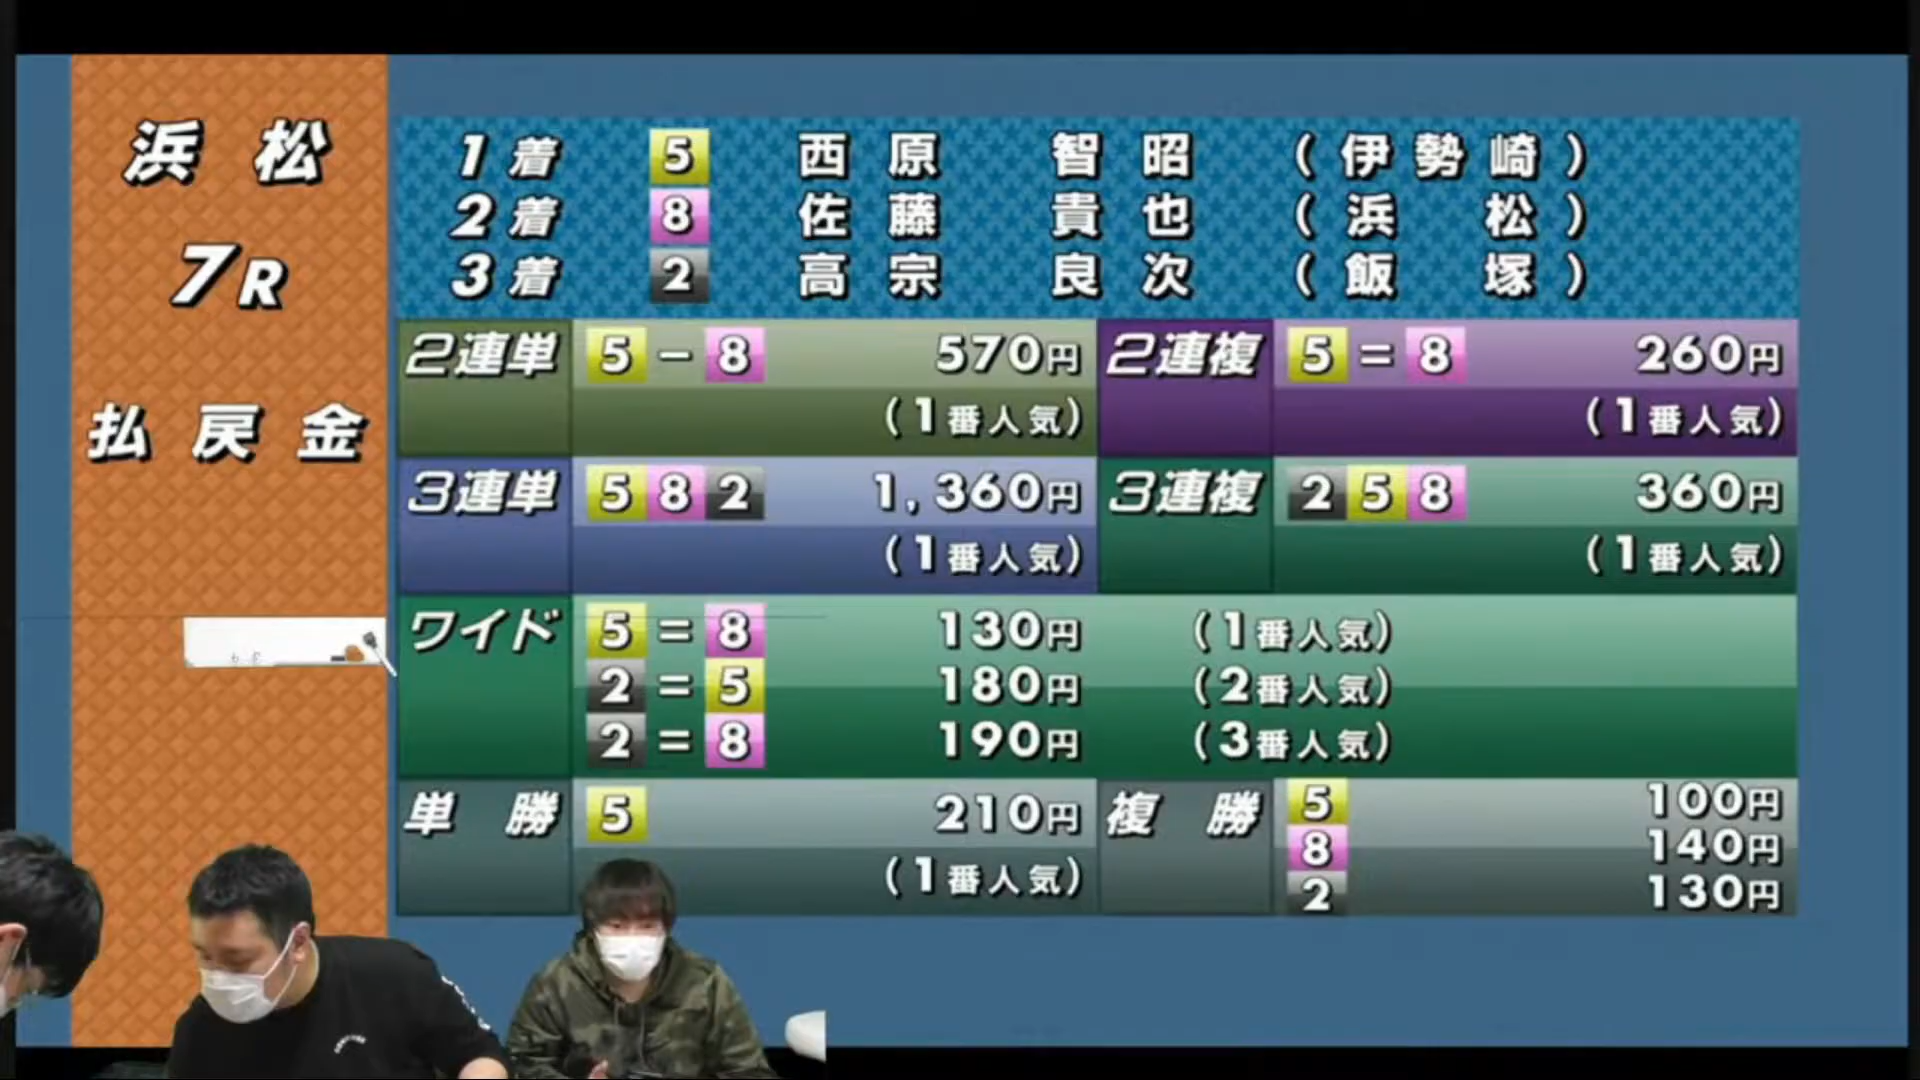 浜松
7R
払戻金
1着 5 西原 智昭 (伊勢崎)
2着 8 佐藤 貴也 (浜松)
3着 2 高宗 良次 (飯塚)
2連単 5-8 570円
(1番人気)
2連複 5=8 260円
(1番人気)
3連単 5 8 2 1,360円
(1番人気)
3連複 2 5 8 360円
(1番人気)
ワイド 5=8 130円 (1番人気)
2=5 180円 (2番人気)
2=8 190円 (3番人気)
単勝 5 210円
(1番人気)
複勝 5 100円
8 140円
2 130円